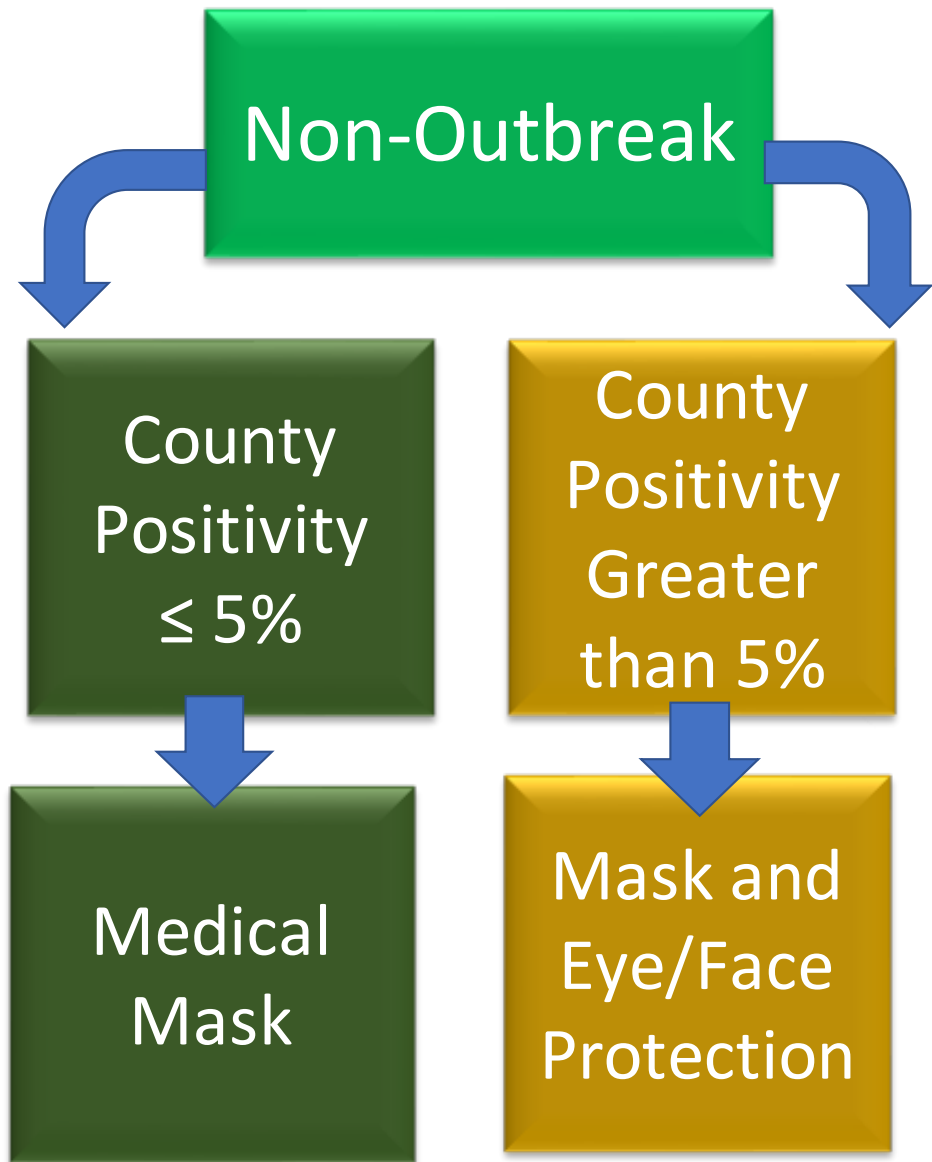 Non-Outbreak
County
Positivity
≤ 5%
County
Positivity
Greater
than 5%
Medical
Mask
Mask and
Eye/Face
Protection